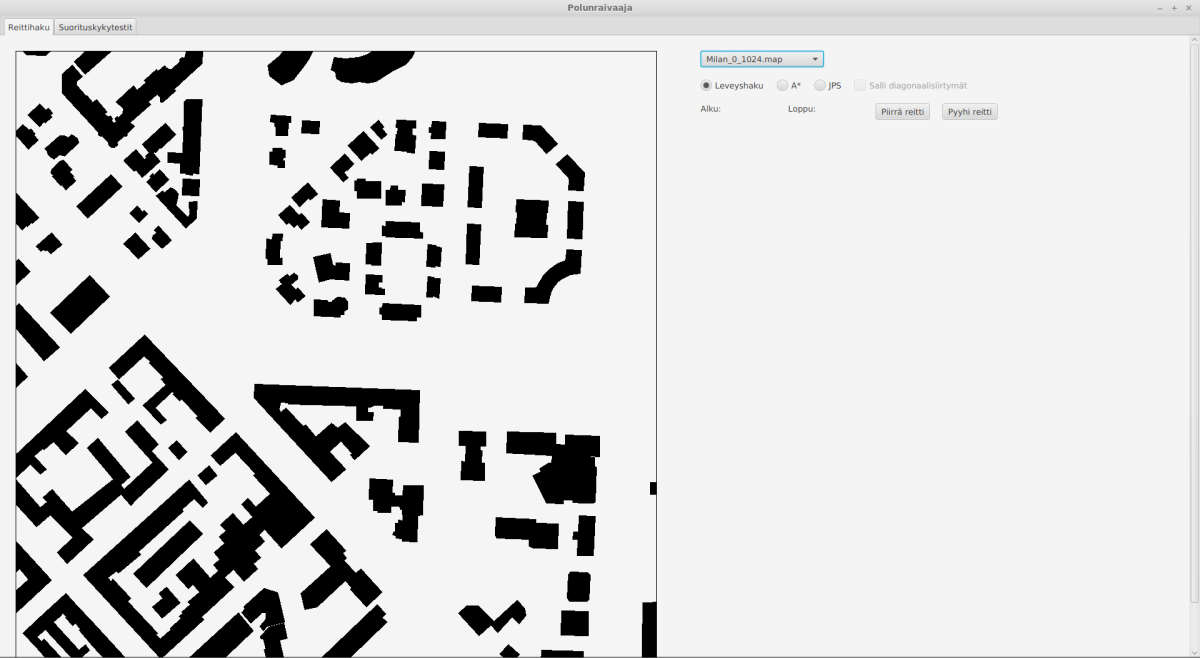 Polunraivaaja
Reittihaku Suorituskykytestit
Milan_0_1024.map
Leveyshaku A* JPS Salli diagonaalisiirtymät
Alku: Loppu: Piirrä reitti Pyyhi reitti